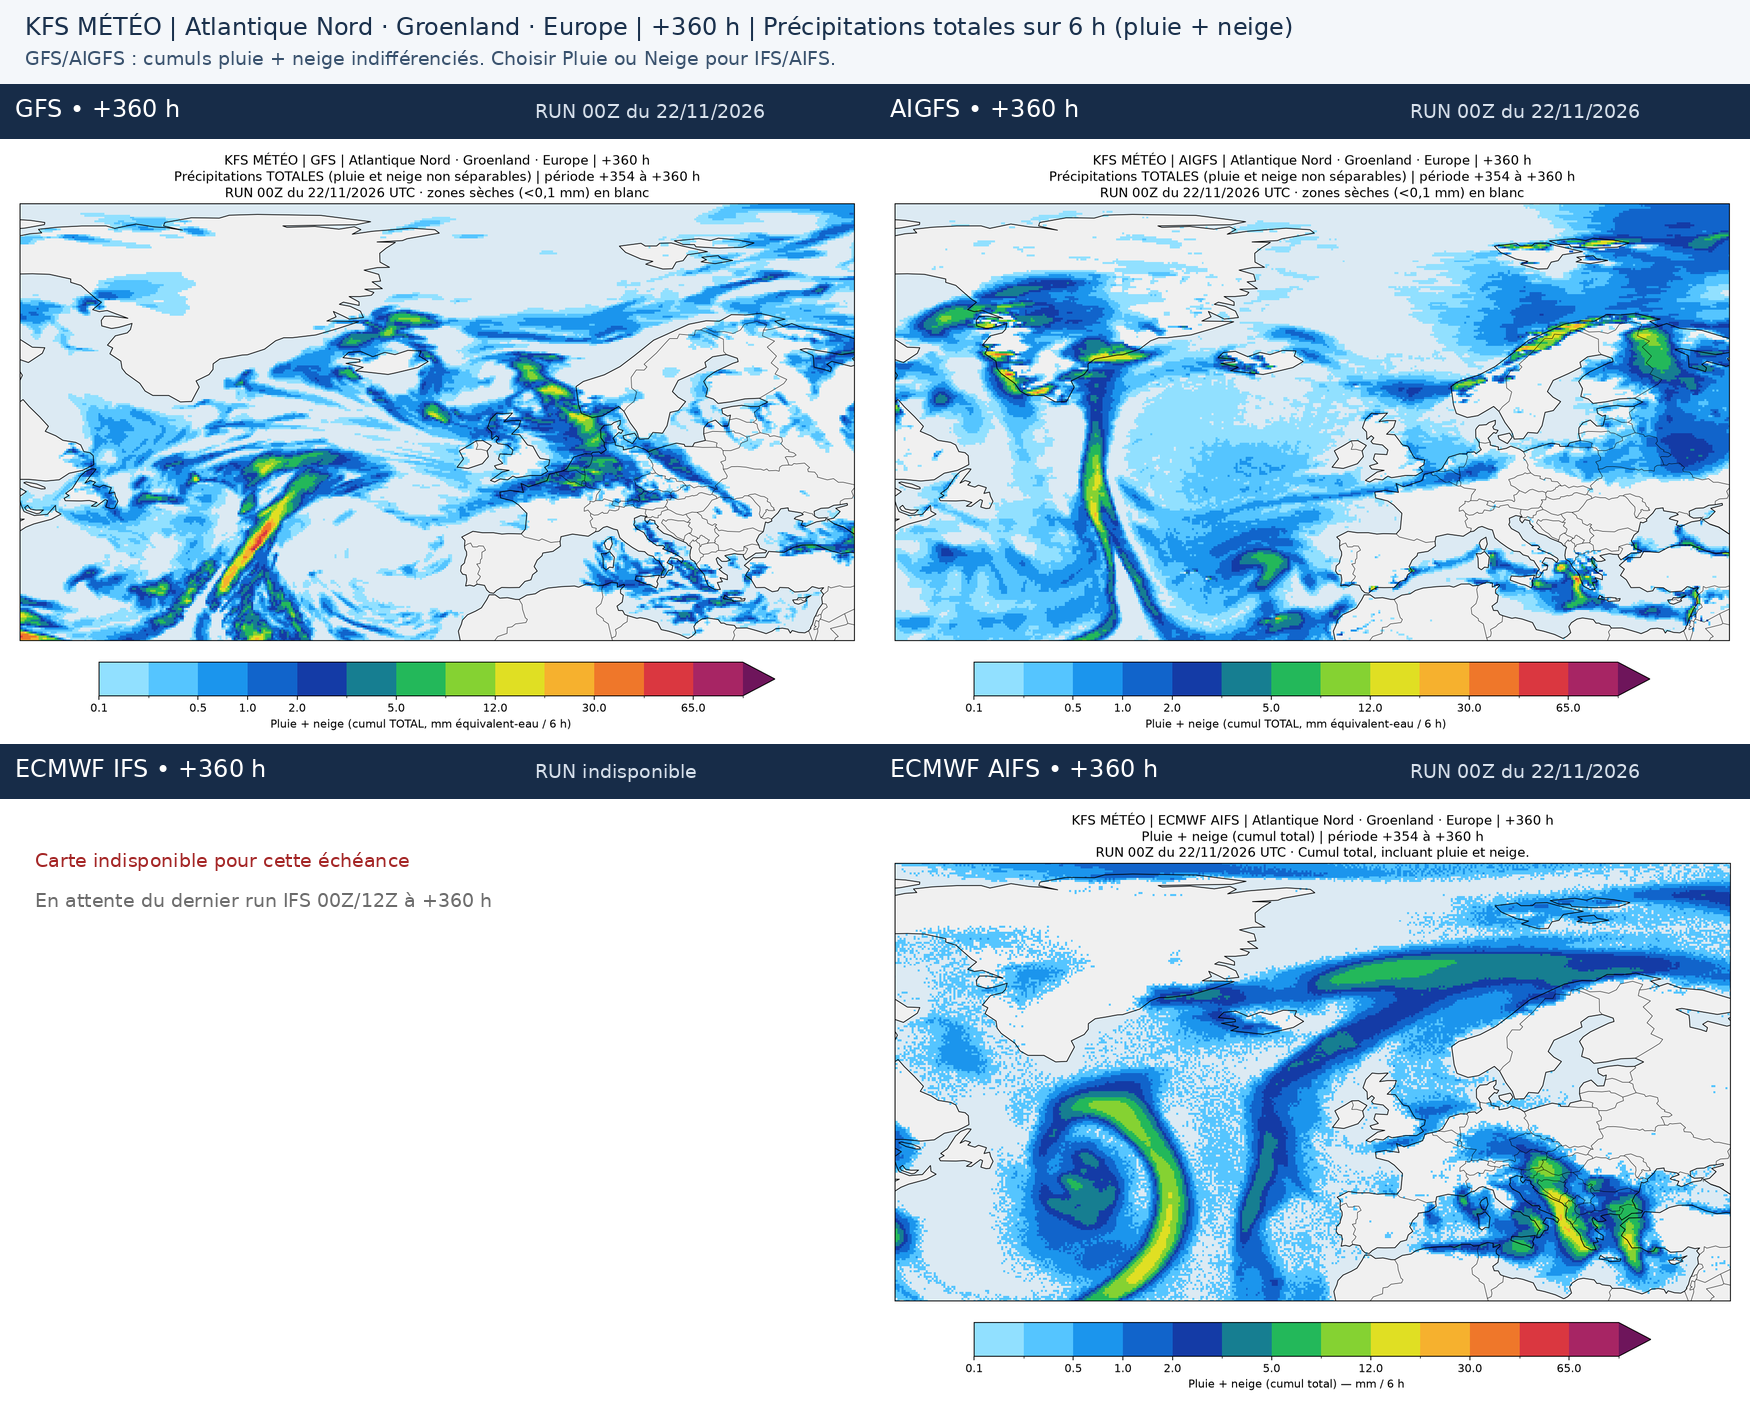 KFS MÉTÉO | Atlantique Nord · Groenland · Europe | +360 h | Précipitations totales sur 6 h (pluie + neige)
GFS/AIGFS : cumuls pluie + neige indifférenciés. Choisir Pluie ou Neige pour IFS/AIFS.
GFS • +360 h
RUN 00Z du 22/11/2026
AIGFS • +360 h
RUN 00Z du 22/11/2026
KFS MÉTÉO | GFS | Atlantique Nord · Groenland · Europe | +360 h
Précipitations TOTALES (pluie et neige non séparables) | période +354 à +360 h
RUN 00Z du 22/11/2026 UTC · zones sèches (<0,1 mm) en blanc
KFS MÉTÉO | AIGFS | Atlantique Nord · Groenland · Europe | +360 h
Précipitations TOTALES (pluie et neige non séparables) | période +354 à +360 h
RUN 00Z du 22/11/2026 UTC · zones sèches (<0,1 mm) en blanc
0.1 0.5 1.0 2.0 5.0 12.0 30.0 65.0
Pluie + neige (cumul TOTAL, mm équivalent-eau / 6 h)
0.1 0.5 1.0 2.0 5.0 12.0 30.0 65.0
Pluie + neige (cumul TOTAL, mm équivalent-eau / 6 h)
ECMWF IFS • +360 h
RUN indisponible
ECMWF AIFS • +360 h
RUN 00Z du 22/11/2026
Carte indisponible pour cette échéance
En attente du dernier run IFS 00Z/12Z à +360 h
KFS MÉTÉO | ECMWF AIFS | Atlantique Nord · Groenland · Europe | +360 h
Pluie + neige (cumul total) | période +354 à +360 h
RUN 00Z du 22/11/2026 UTC · Cumul total, incluant pluie et neige.
0.1 0.5 1.0 2.0 5.0 12.0 30.0 65.0
Pluie + neige (cumul total) — mm / 6 h